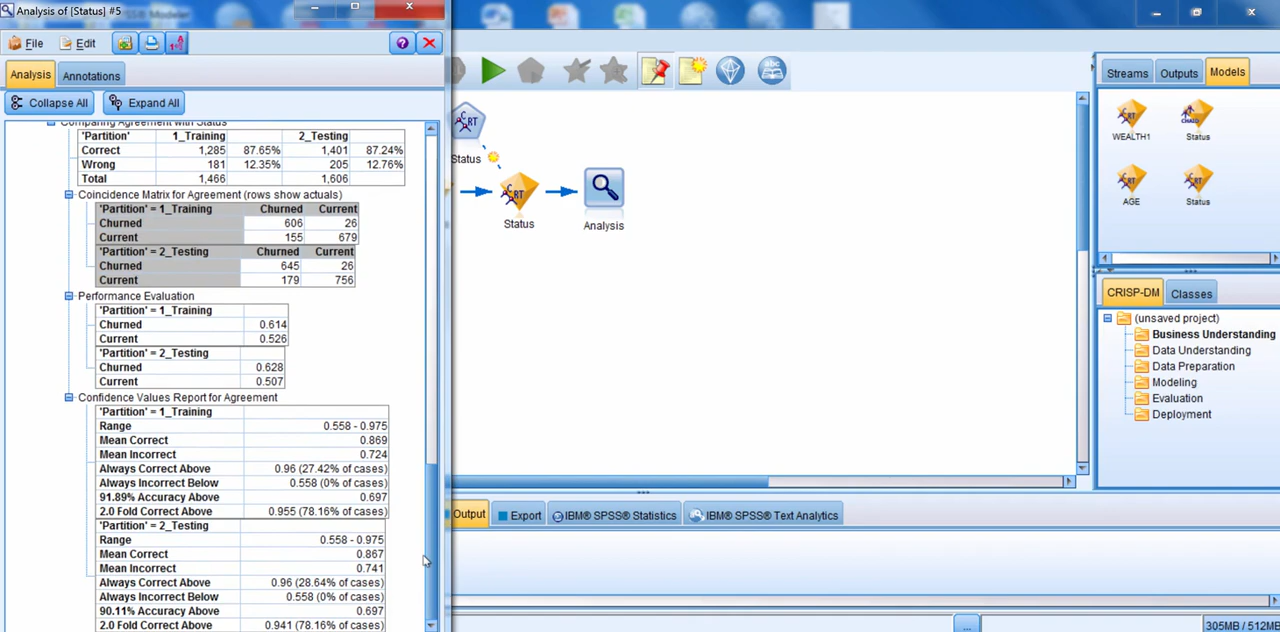 Analysis of [Status] #5
File Edit
Analysis Annotations
Collapse All Expand All
Comparing Agreement with Status
'Partition' 1_Training 2_Testing
Correct 1,285 87.65% 1,401 87.24%
Wrong 181 12.35% 205 12.76%
Total 1,466 1,606
Coincidence Matrix for Agreement (rows show actuals)
'Partition' = 1_Training Churned Current
Churned 606 26
Current 155 679
'Partition' = 2_Testing Churned Current
Churned 645 26
Current 179 756
Performance Evaluation
'Partition' = 1_Training
Churned 0.614
Current 0.526
'Partition' = 2_Testing
Churned 0.628
Current 0.507
Confidence Values Report for Agreement
'Partition' = 1_Training
Range 0.558 - 0.975
Mean Correct 0.869
Mean Incorrect 0.724
Always Correct Above 0.96 (27.42% of cases)
Always Incorrect Below 0.558 (0% of cases)
91.89% Accuracy Above 0.697
2.0 Fold Correct Above 0.955 (78.16% of cases)
'Partition' = 2_Testing
Range 0.558 - 0.975
Mean Correct 0.867
Mean Incorrect 0.741
Always Correct Above 0.96 (28.64% of cases)
Always Incorrect Below 0.558 (0% of cases)
90.11% Accuracy Above 0.697
2.0 Fold Correct Above 0.941 (78.16% of cases)
abc
CRT
Status
CRT
Status
Analysis
Output Export IBM® SPSS® Statistics IBM® SPSS® Text Analytics
Streams Outputs Models
CRT CHAID
WEALTH1 Status
CRT CRT
AGE Status
CRISP-DM Classes
(unsaved project)
Business Understanding
Data Understanding
Data Preparation
Modeling
Evaluation
Deployment
... 305MB / 512MB